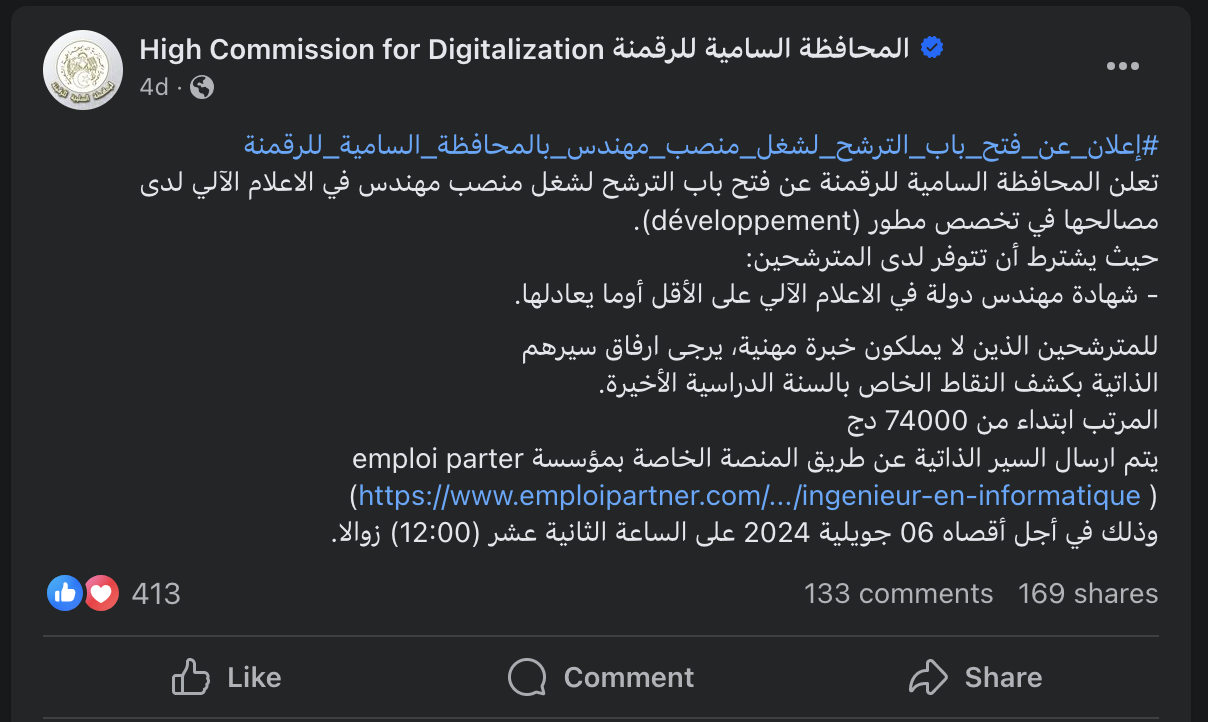 High Commission for Digitalization المحافظة السامية للرقمنة
4d ·
#إعلان_عن_فتح_باب_الترشح_لشغل_منصب_مهندس_بالمحافظة_السامية_للرقمنة
تعلن المحافظة السامية للرقمنة عن فتح باب الترشح لشغل منصب مهندس في الاعلام الآلي لدى
مصالحها في تخصص مطور (développement).
حيث يشترط أن تتوفر لدى المترشحين:
- شهادة مهندس دولة في الاعلام الآلي على الأقل أوما يعادلها.
للمترشحين الذين لا يملكون خبرة مهنية، يرجى ارفاق سيرهم
الذاتية بكشف النقاط الخاص بالسنة الدراسية الأخيرة.
المرتب ابتداء من 74000 دج
يتم ارسال السير الذاتية عن طريق المنصة الخاصة بمؤسسة emploi parter
(https://www.emploipartner.com/.../ingenieur-en-informatique )
وذلك في أجل أقصاه 06 جويلية 2024 على الساعة الثانية عشر (12:00) زوالا.
413
133 comments 169 shares
Like Comment Share